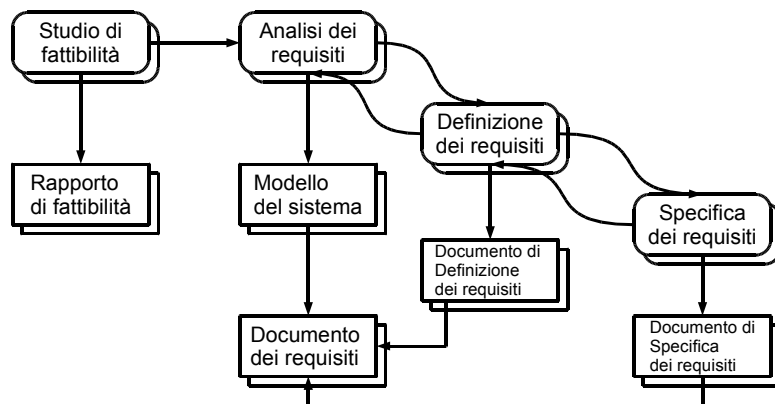 Studio di
fattibilità
Analisi dei
requisiti
Definizione
dei requisiti
Rapporto
di fattibilità
Modello
del sistema
Specifica
dei requisiti
Documento di
Definizione
dei requisiti
Documento
dei requisiti
Documento di
Specifica
dei requisiti